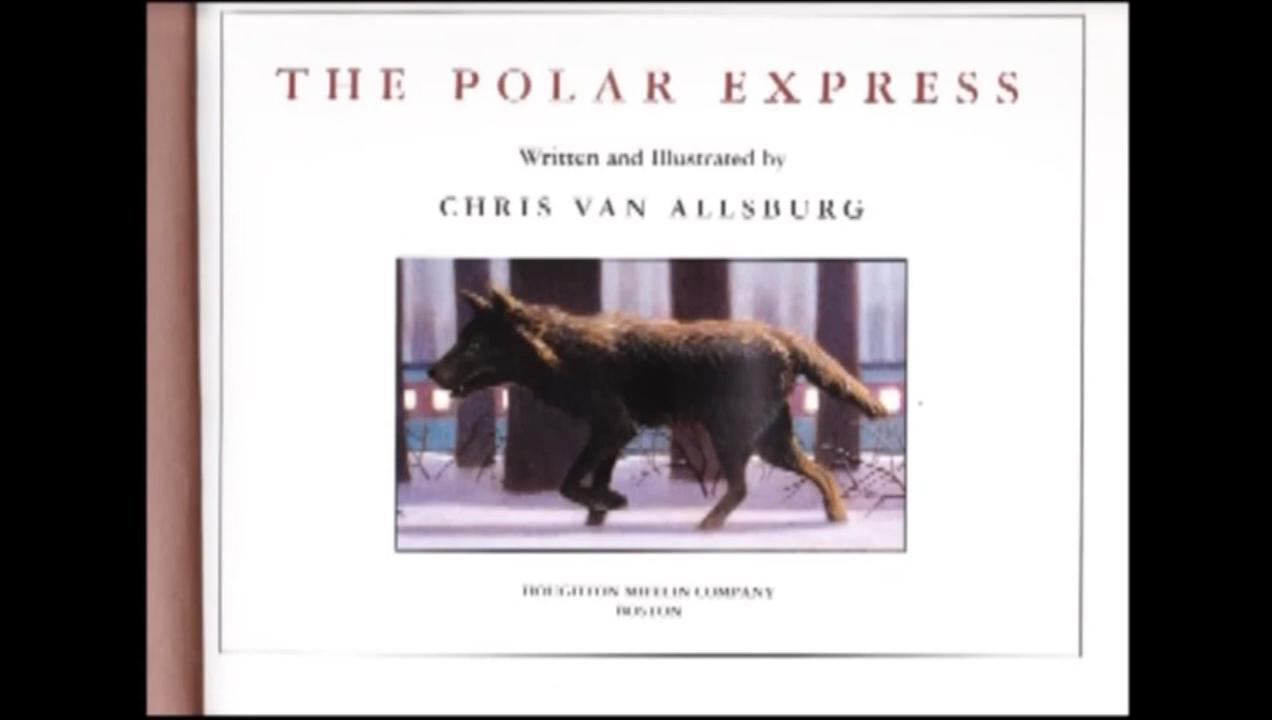 THE POLAR EXPRESS
Written and Illustrated by
CHRIS VAN ALLSBURG
HOUGHTON MIFFLIN COMPANY
BOSTON